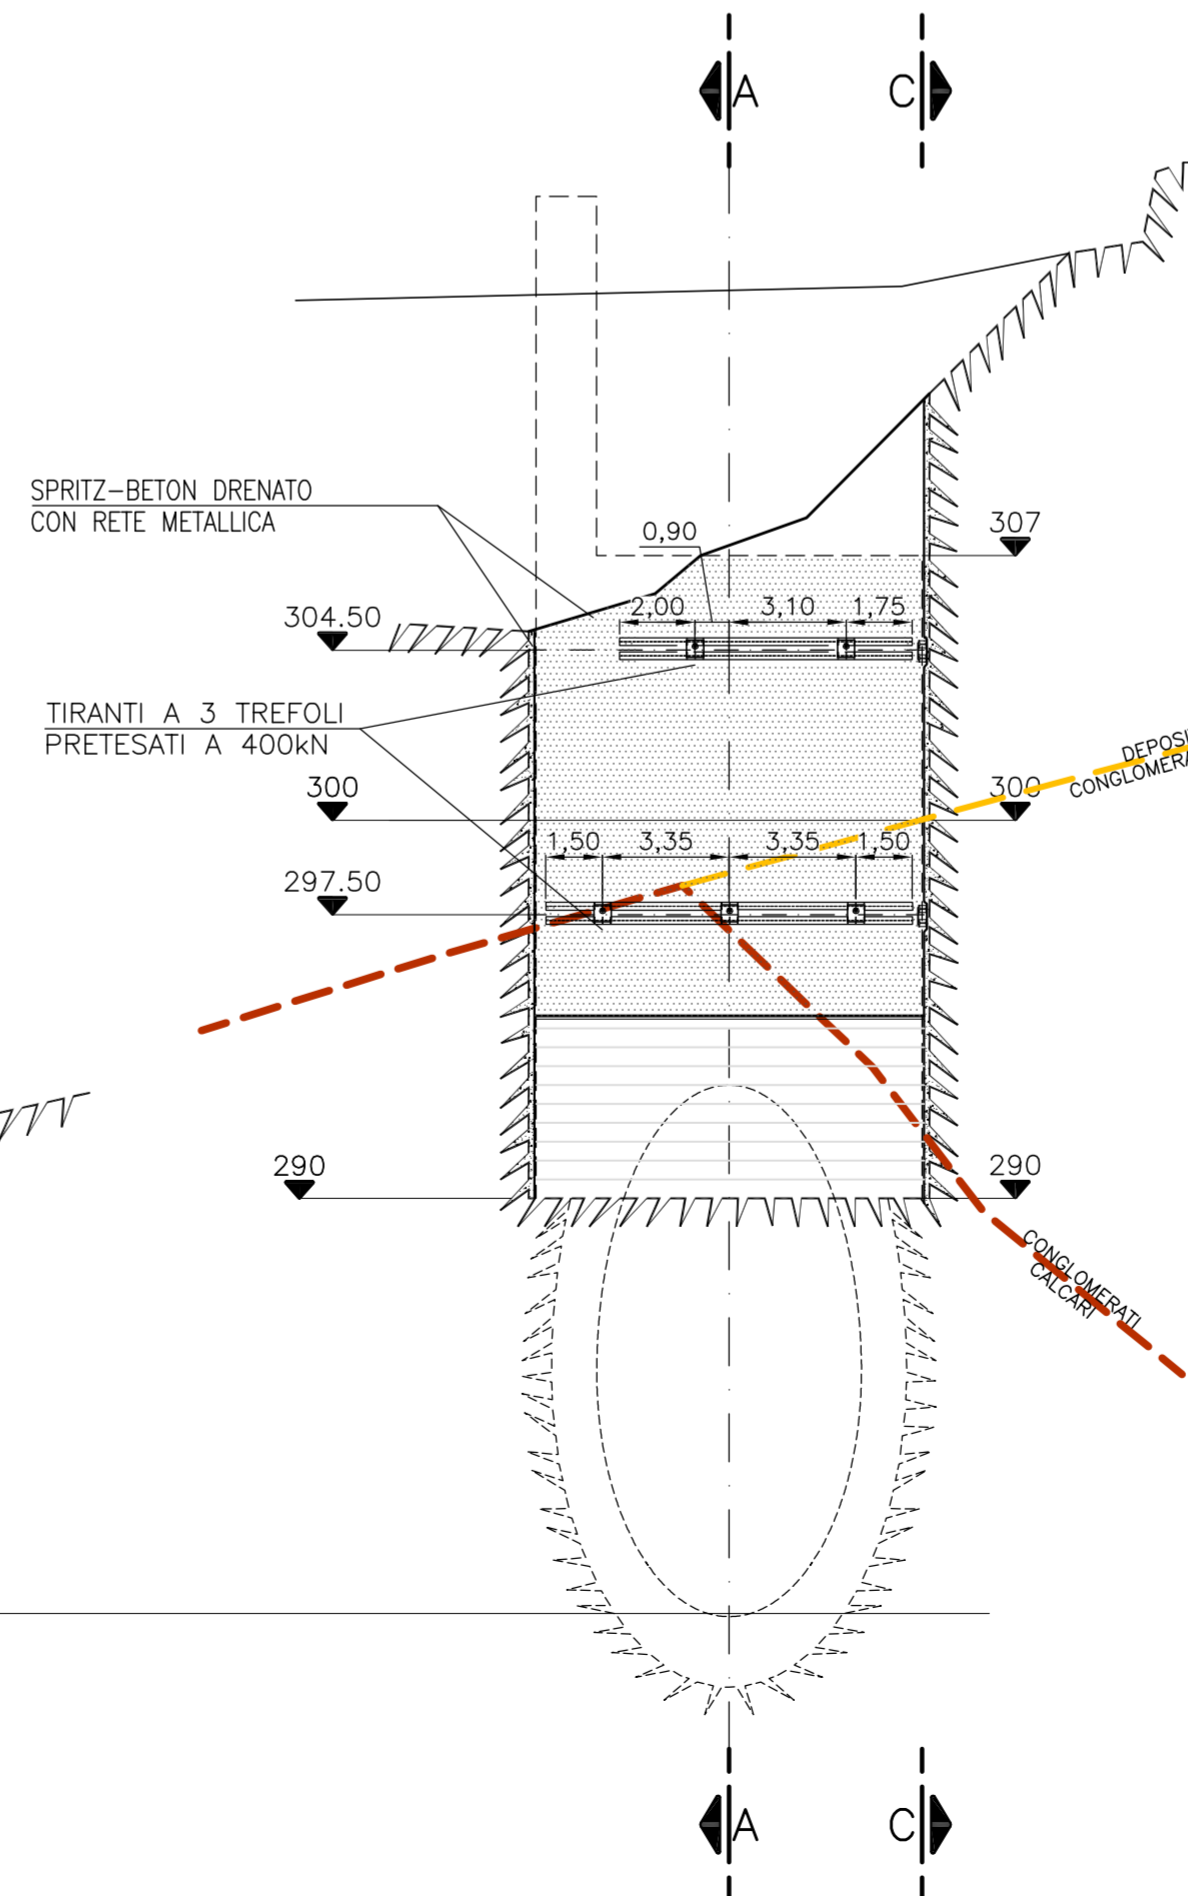 A C
SPRITZ-BETON DRENATO
CON RETE METALLICA
0,90
307
304.50
2,00 3,10 1,75
TIRANTI A 3 TREFOLI
PRETESATI A 400kN
300
300
1,50 3,35 3,35 1,50
297.50
290
290
CONGLOMERATI
CALCARI
A C